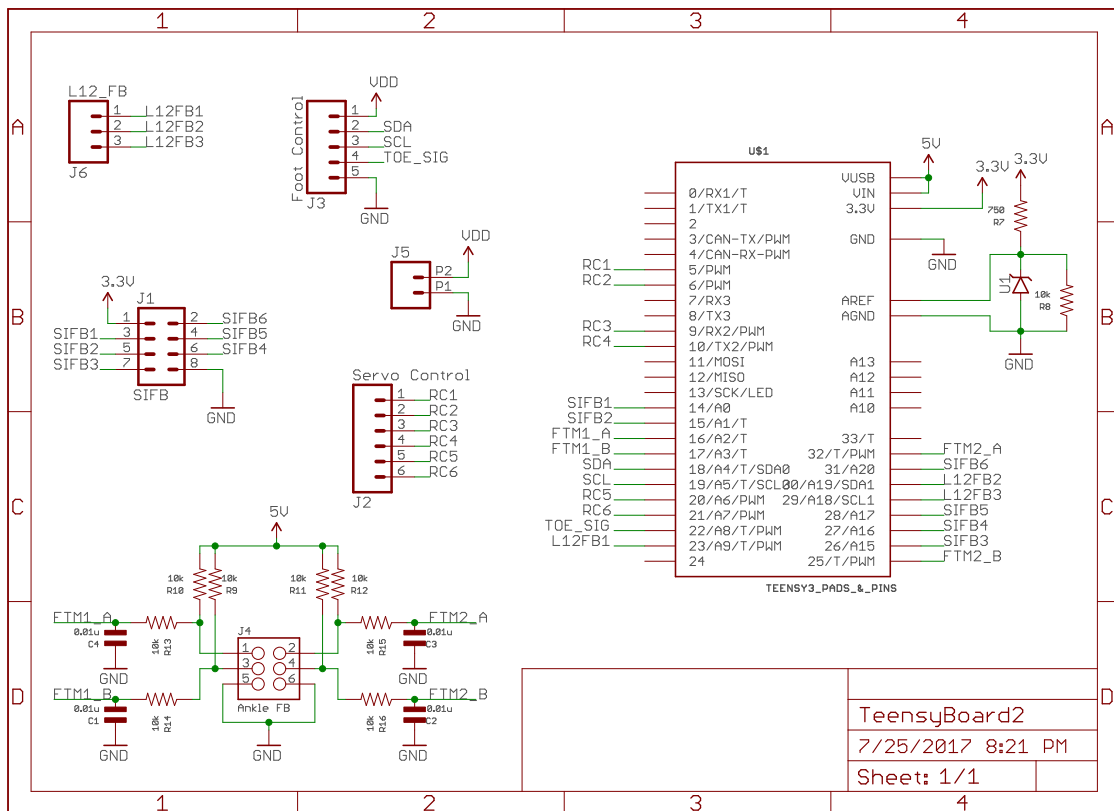 1 2 3 4
A
B
C
D
A
B
C
D
1 2 3 4
L12_FB
1 L12FB1
2 L12FB2
3 L12FB3
J6
Foot Control
VDD
1
2 SDA
3 SCL
4 TOE_SIG
5
J3
GND
J5
VDD
P2
P1
GND
3.3V
J1
1 2 SIFB6
SIFB1 3 4 SIFB5
SIFB2 5 6 SIFB4
SIFB3 7 8
SIFB
GND
Servo Control
1 RC1
2 RC2
3 RC3
4 RC4
5 RC5
6 RC6
J2
5V
10k R10
10k R9
10k R11
10k R12
FTM1_A
0.01u
C4
10k R13
GND
FTM1_B
0.01u
C1
10k R14
GND
J4
1 2
3 4
5 6
Ankle FB
GND
FTM2_A
0.01u
C3
10k R15
GND
FTM2_B
0.01u
C2
10k R16
GND
U$1
0/RX1/T
1/TX1/T
2
3/CAN-TX/PWM
4/CAN-RX-PWM
RC1 5/PWM
RC2 6/PWM
7/RX3
8/TX3
RC3 9/RX2/PWM
RC4 10/TX2/PWM
11/MOSI
12/MISO
13/SCK/LED
SIFB1 14/A0
SIFB2 15/A1/T
FTM1_A 16/A2/T
FTM1_B 17/A3/T
SDA 18/A4/T/SDA0
SCL 19/A5/T/SCL0
RC5 20/A6/PWM
RC6 21/A7/PWM
TOE_SIG 22/A8/T/PWM
L12FB1 23/A9/T/PWM
24
VUSB
VIN
3.3V
GND
AREF
AGND
A13
A12
A11
A10
33/T
32/T/PWM FTM2_A
31/A20 SIFB6
30/A19/SDA1 L12FB2
29/A18/SCL1 L12FB3
28/A17 SIFB5
27/A16 SIFB4
26/A15 SIFB3
25/T/PWM FTM2_B
TEENSY3_PADS_&_PINS
5V
3.3V
3.3V
750
R7
GND
U1
10k
R8
GND
TeensyBoard2
7/25/2017 8:21 PM
Sheet: 1/1